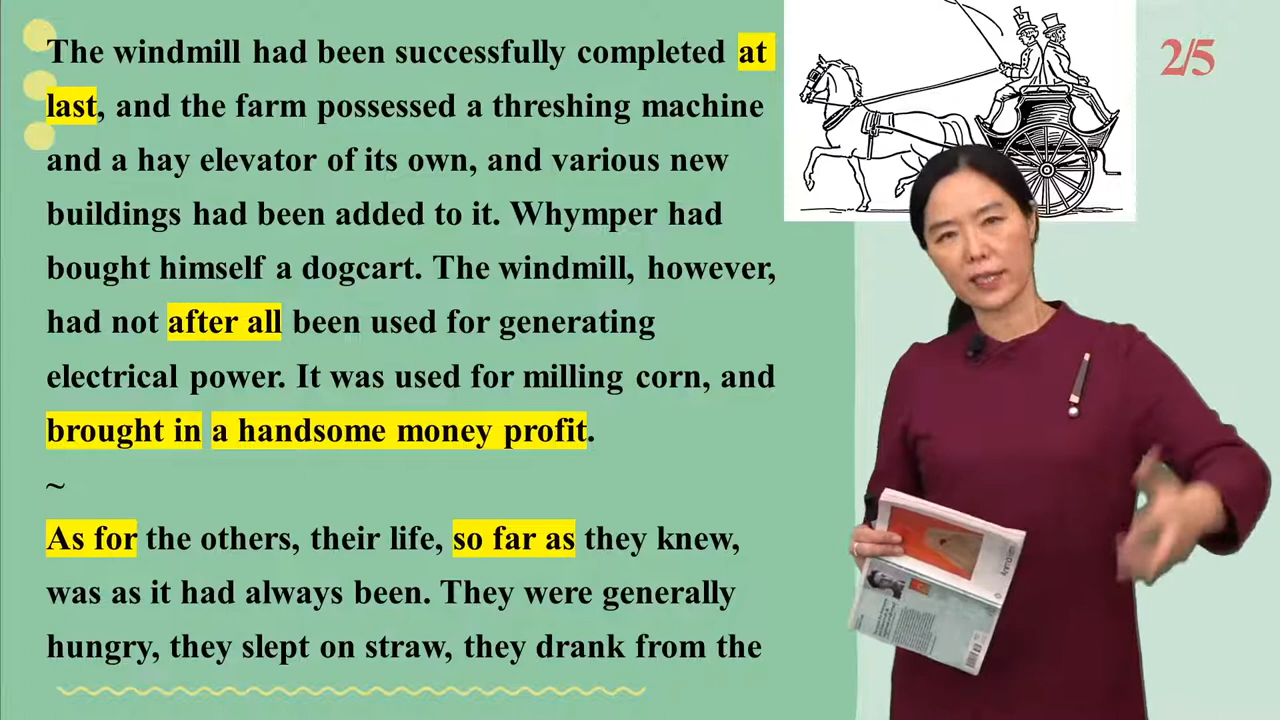 The windmill had been successfully completed at
last, and the farm possessed a threshing machine
and a hay elevator of its own, and various new
buildings had been added to it. Whymper had
bought himself a dogcart. The windmill, however,
had not after all been used for generating
electrical power. It was used for milling corn, and
brought in a handsome money profit.
~
As for the others, their life, so far as they knew,
was as it had always been. They were generally
hungry, they slept on straw, they drank from the
2/5